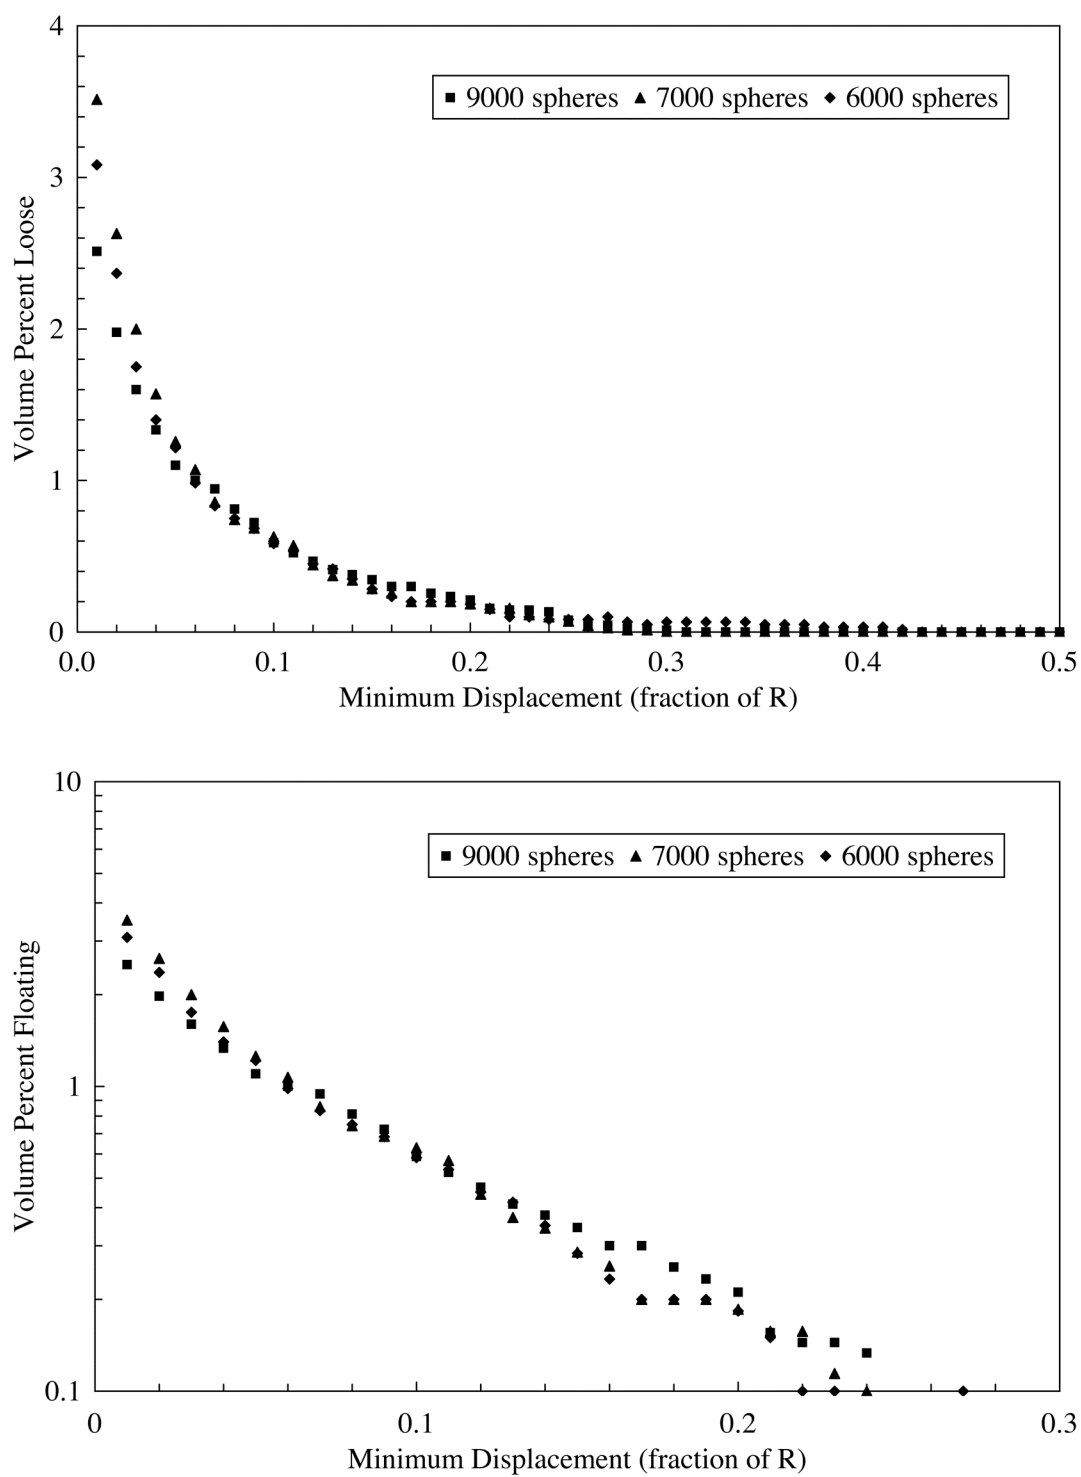 4
9000 spheres 7000 spheres 6000 spheres
3
Volume Percent Loose
2
1
0
0.0 0.1 0.2 0.3 0.4 0.5
Minimum Displacement (fraction of R)
10
9000 spheres 7000 spheres 6000 spheres
Volume Percent Floating
1
0.1
0 0.1 0.2 0.3
Minimum Displacement (fraction of R)